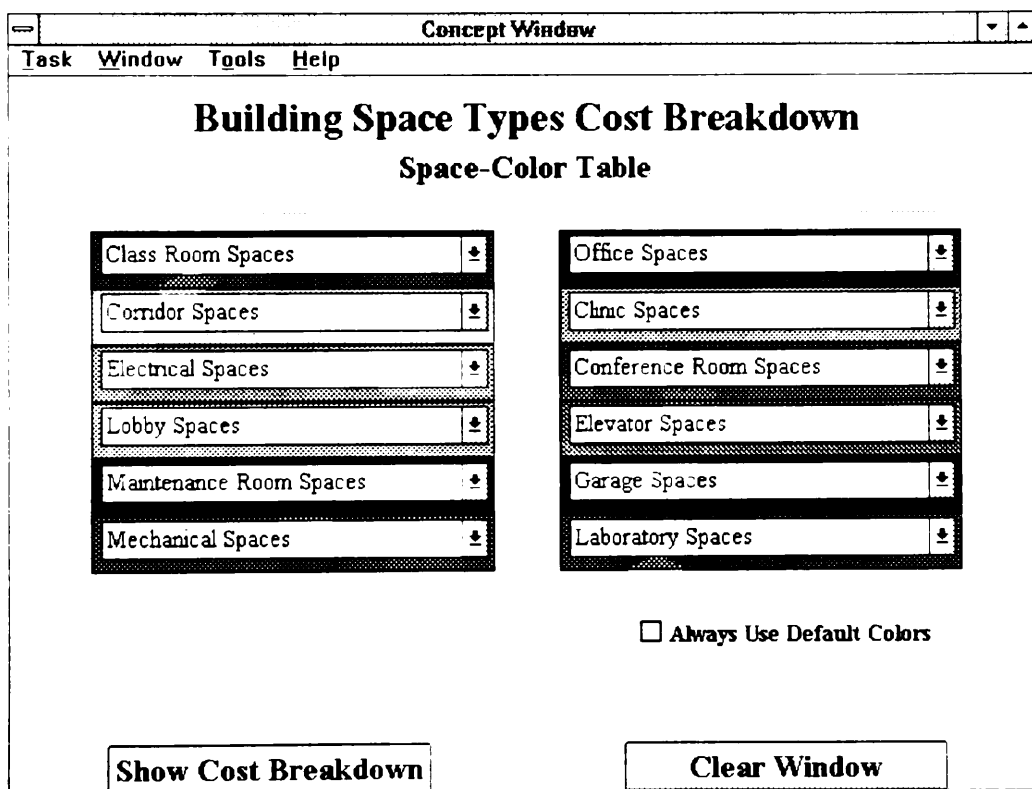 Concept Window
Task Window Tools Help
Building Space Types Cost Breakdown
Space-Color Table
Class Room Spaces
Corridor Spaces
Electrical Spaces
Lobby Spaces
Maintenance Room Spaces
Mechanical Spaces
Office Spaces
Clinic Spaces
Conference Room Spaces
Elevator Spaces
Garage Spaces
Laboratory Spaces
Always Use Default Colors
Show Cost Breakdown
Clear Window